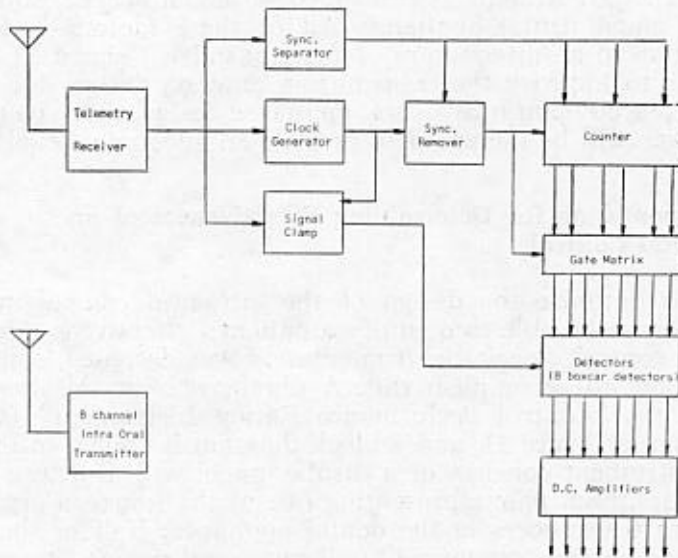 Sync.
Separator
Telemetry
Receiver
Clock
Generator
Sync.
Remover
Counter
Signal
Clamp
Gate Matrix
Detectors
(8 boxcar detectors)
8 channel
Intra Oral
Transmitter
D.C. Amplifiers